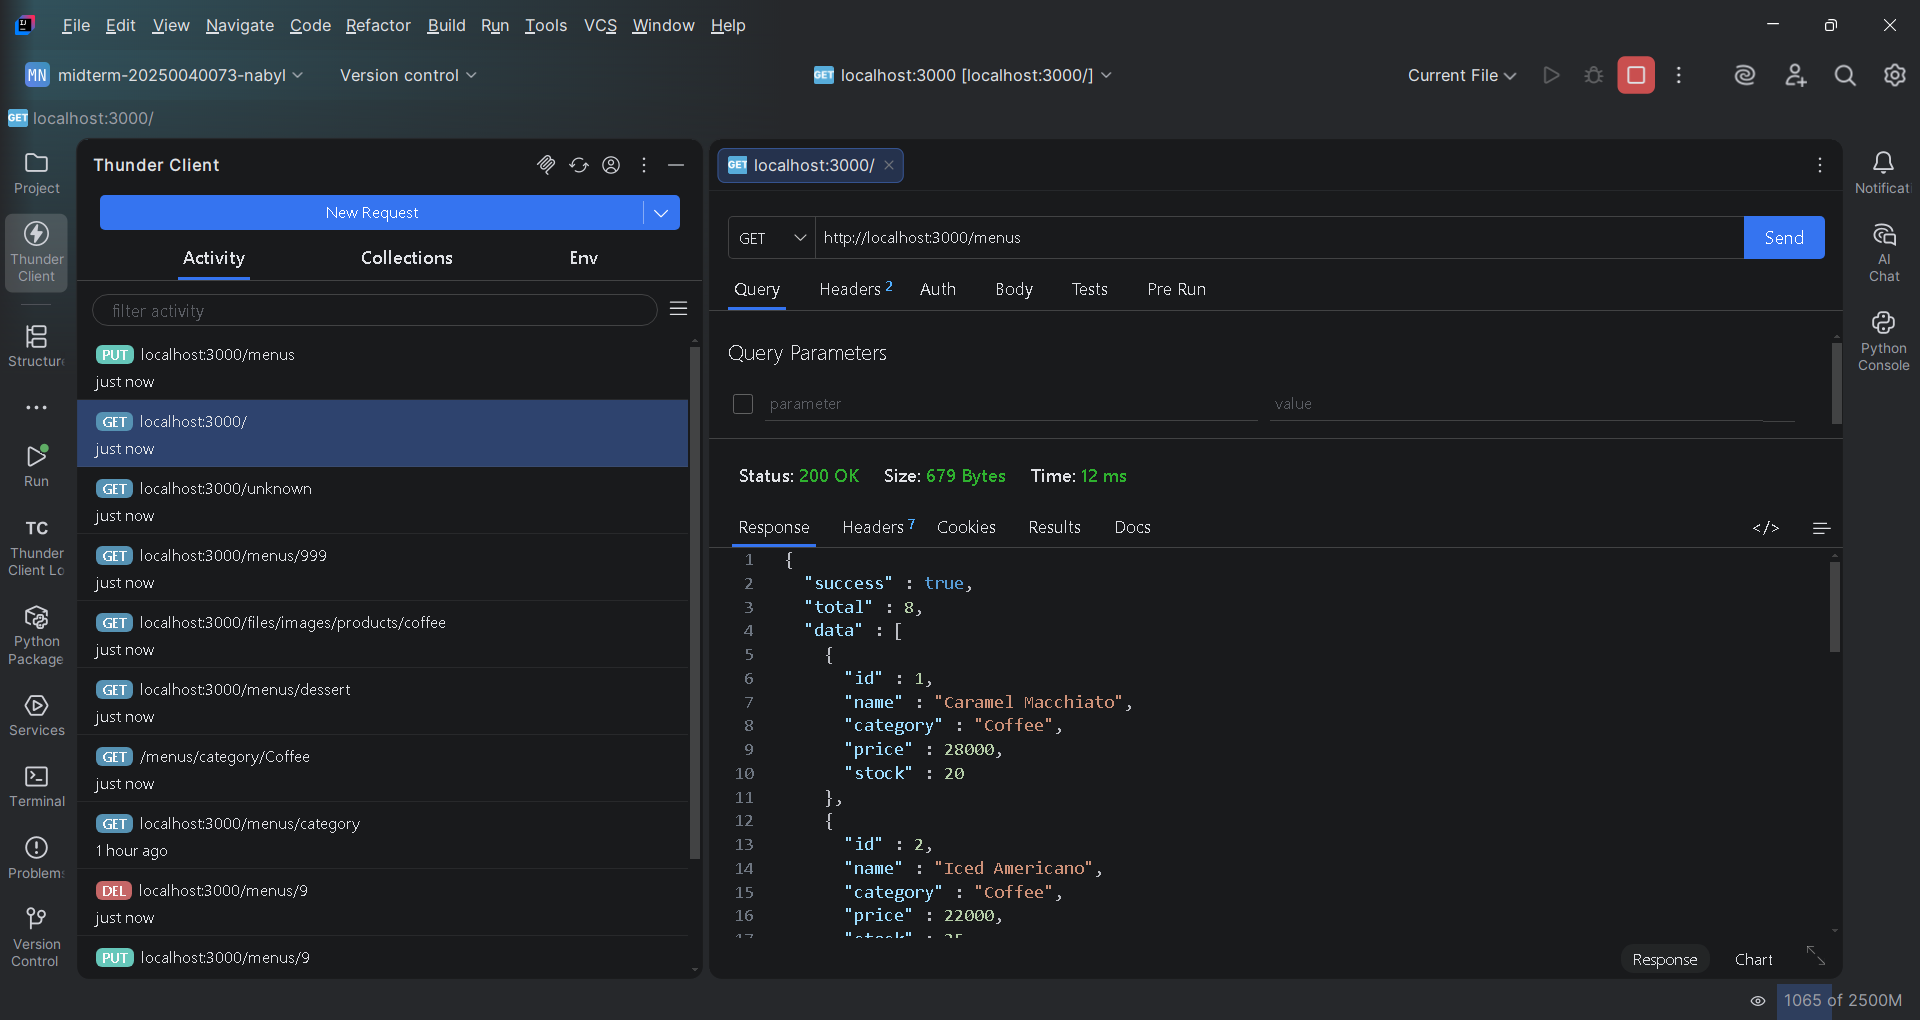 File Edit View Navigate Code Refactor Build Run Tools VCS Window Help
MN midterm-20250040073-nabyl Version control GET localhost:3000 [localhost:3000/] Current File
GET localhost:3000/
Project
Thunder Client
Structure
Run
TC
Thunder Client Lo
Python Package
Services
Terminal
Problems
Version Control
Thunder Client
New Request
Activity Collections Env
filter activity
PUT localhost:3000/menus
just now
GET localhost:3000/
just now
GET localhost:3000/unknown
just now
GET localhost:3000/menus/999
just now
GET localhost:3000/files/images/products/coffee
just now
GET localhost:3000/menus/dessert
just now
GET /menus/category/Coffee
just now
GET localhost:3000/menus/category
1 hour ago
DEL localhost:3000/menus/9
just now
PUT localhost:3000/menus/9
GET localhost:3000/
GET http://localhost:3000/menus Send
Query Headers 2 Auth Body Tests Pre Run
Query Parameters
parameter value
Status: 200 OK Size: 679 Bytes Time: 12 ms
Response Headers 7 Cookies Results Docs </>
1 {
2 "success" : true,
3 "total" : 8,
4 "data" : [
5 {
6 "id" : 1,
7 "name" : "Caramel Macchiato",
8 "category" : "Coffee",
9 "price" : 28000,
10 "stock" : 20
11 },
12 {
13 "id" : 2,
14 "name" : "Iced Americano",
15 "category" : "Coffee",
16 "price" : 22000,
17 "stock" : 25
Response Chart
Notificati
AI Chat
Python Console
1065 of 2500M